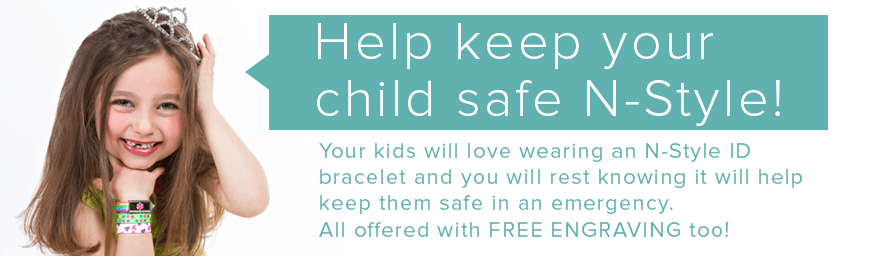 Help keep your
child safe N-Style!
Your kids will love wearing an N-Style ID
bracelet and you will rest knowing it will help
keep them safe in an emergency.
All offered with FREE ENGRAVING too!